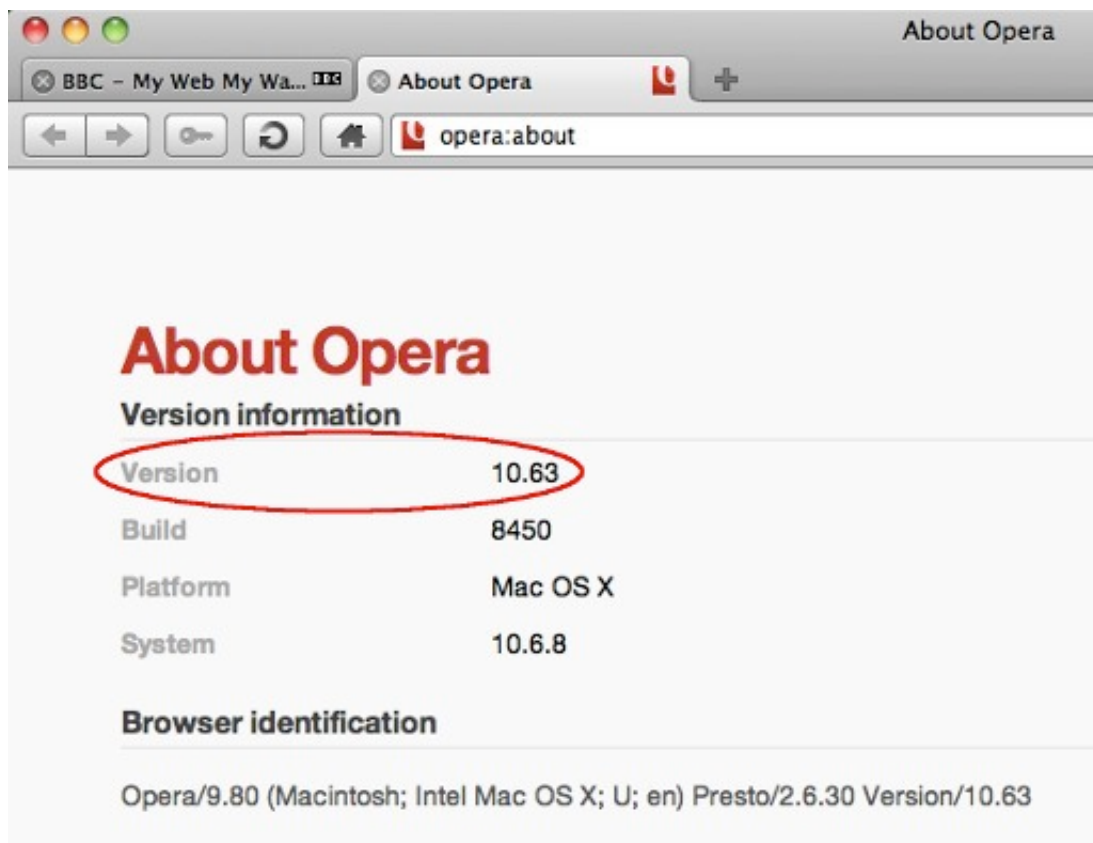 About Opera
BBC - My Web My Wa... BBC
About Opera
opera:about
About Opera
Version information
Version 10.63
Build 8450
Platform Mac OS X
System 10.6.8
Browser identification
Opera/9.80 (Macintosh; Intel Mac OS X; U; en) Presto/2.6.30 Version/10.63